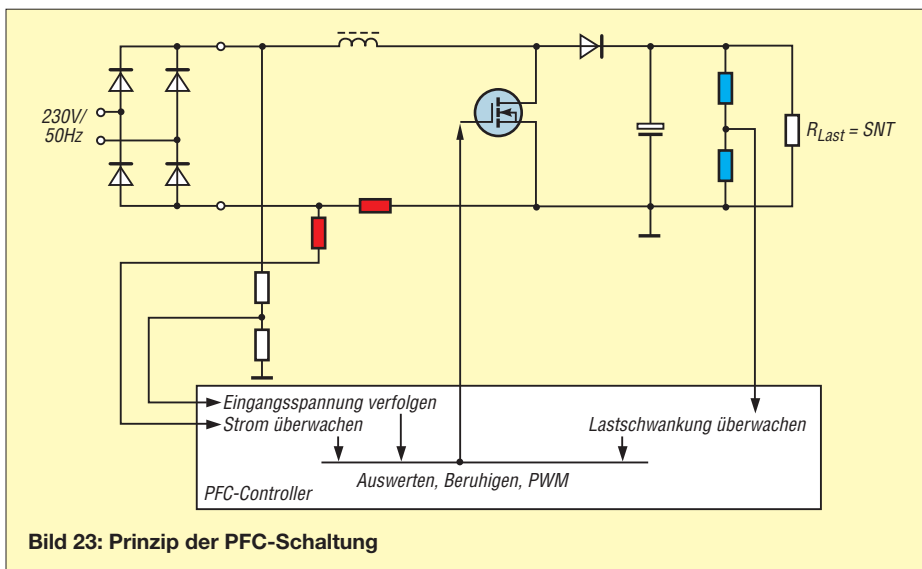 230V/
50Hz
R_Last = SNT
Eingangsspannung verfolgen
Strom überwachen
Lastschwankung überwachen
Auswerten, Beruhigen, PWM
PFC-Controller
Bild 23: Prinzip der PFC-Schaltung